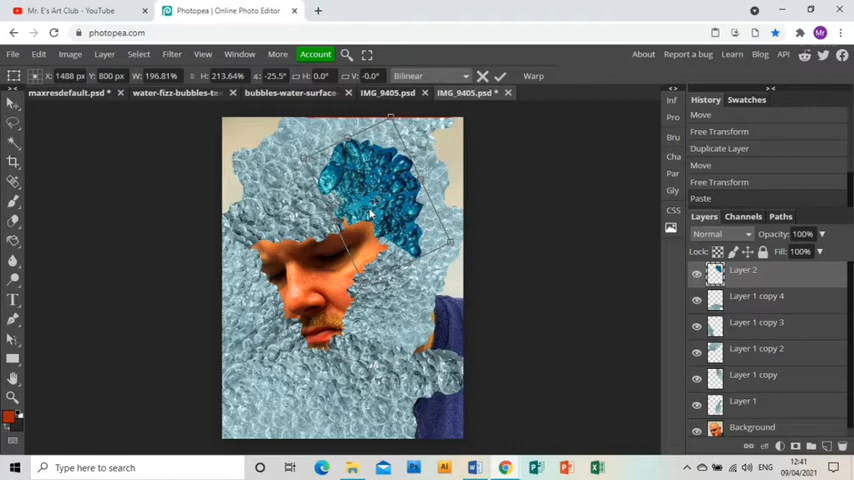 Mr. E's Art Club - YouTube
Photopea | Online Photo Editor
photopea.com
File Edit Image Layer Select Filter View Window More Account
About Report a bug Learn Blog API
X: 1488 px Y: 800 px W: 196.81% H: 213.64% ∡: -25.5° H: 0.0° V: -0.0° Bilinear Warp
maxresdefault.psd * water-fizz-bubbles-tex bubbles-water-surface- IMG_9405.psd IMG_9405.psd *
Inf
Pro
Bru
Cha
Par
Gly
CSS
History Swatches
Move
Free Transform
Duplicate Layer
Move
Free Transform
Paste
Layers Channels Paths
Normal Opacity: 100%
Lock: Fill: 100%
Layer 2
Layer 1 copy 4
Layer 1 copy 3
Layer 1 copy 2
Layer 1 copy
Layer 1
Background
eff
Type here to search
ENG
12:41
09/04/2021